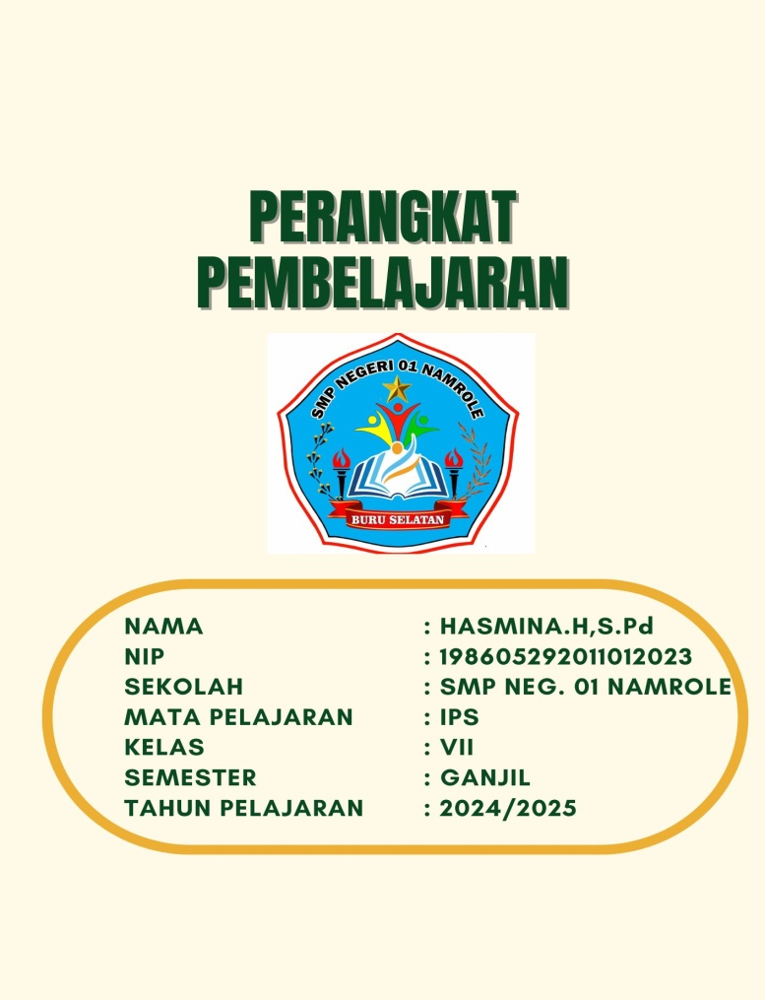 PERANGKAT
PEMBELAJARAN
SMP NEGERI 01 NAMROLE
BURU SELATAN
NAMA : HASMINA.H,S.Pd
NIP : 198605292011012023
SEKOLAH : SMP NEG. 01 NAMROLE
MATA PELAJARAN : IPS
KELAS : VII
SEMESTER : GANJIL
TAHUN PELAJARAN : 2024/2025